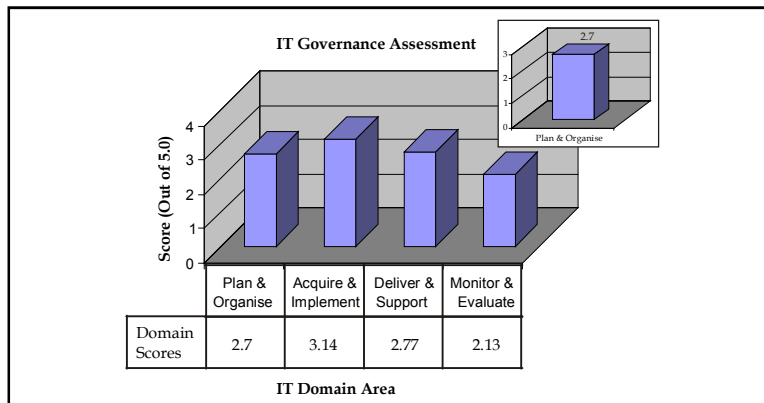 IT Governance Assessment
2.7
3
2
1
0
Plan & Organise
Score (Out of 5.0)
4
3
2
1
0
Plan & Acquire & Deliver & Monitor &
Organise Implement Support Evaluate
Domain
Scores 2.7 3.14 2.77 2.13
IT Domain Area